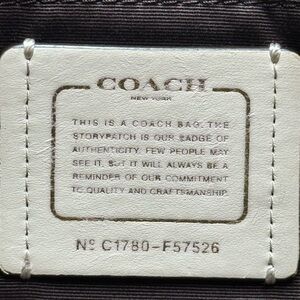 COACH
NEW YORK
THIS IS A COACH BAG. THE
STORYPATCH IS OUR BADGE OF
AUTHENTICITY. FEW PEOPLE MAY
SEE IT, BUT IT WILL ALWAYS BE A
REMINDER OF OUR COMMITMENT
TO QUALITY AND CRAFTSMANSHIP.
Nº C1780-F57526